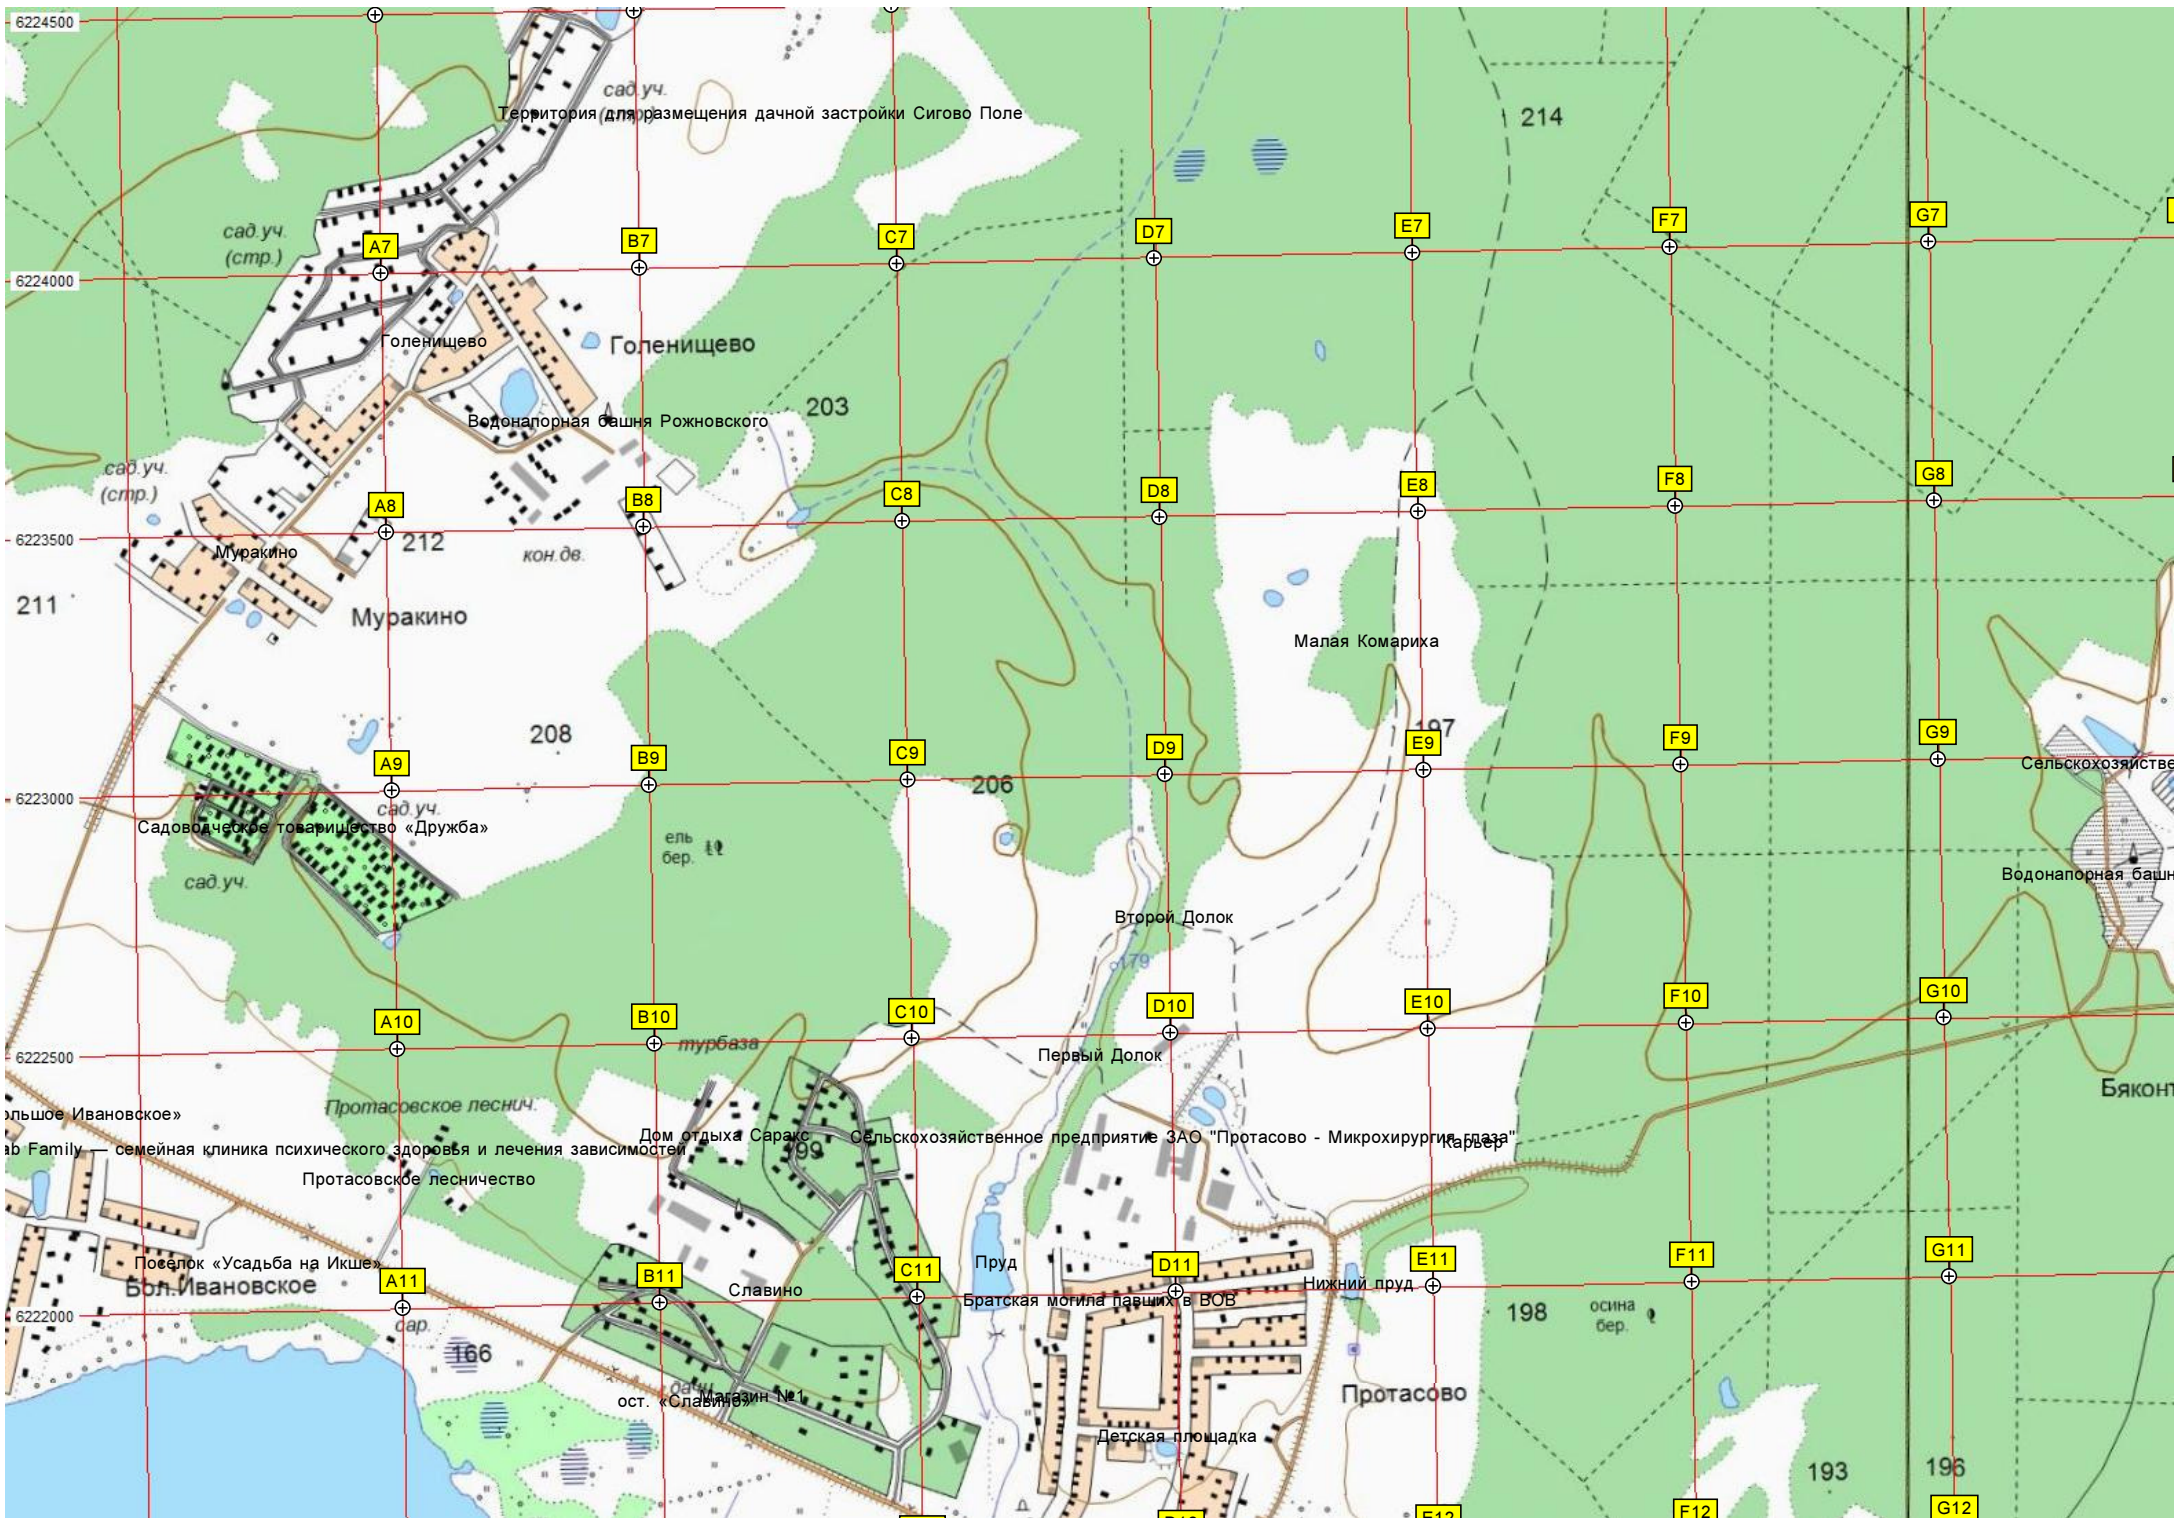 6224500
сад.уч.
(стр.)
Территория для размещения дачной застройки Сигово Поле
214
сад.уч.
(стр.)
A7
B7
C7
D7
E7
F7
G7
6224000
Голенищево
Голенищево
203
Водонапорная башня Рожновского
сад.уч.
(стр.)
A8
B8
C8
D8
E8
F8
G8
6223500
212
кон.дв.
Муракино
211
Муракино
Малая Комариха
208
197
A9
B9
C9
D9
E9
F9
G9
Сельскохозяйстве
6223000
206
сад.уч.
Садоводческое товарищество «Дружба»
ель
бер.
сад.уч.
Водонапорная башн
Второй Долок
179
A10
B10
C10
D10
E10
F10
G10
6222500
турбаза
Первый Долок
Бяконт
Протасовское леснич.
ольшое Ивановское»
Дом отдыха Саракс
Сельскохозяйственное предприятие ЗАО "Протасово - Микрохирургия глаза"
Карьер
ab Family — семейная клиника психического здоровья и лечения зависимостей
199
Протасовское лесничество
Поселок «Усадьба на Икше»
Бол.Ивановское
A11
B11
C11
D11
E11
F11
G11
Пруд
Славино
Нижний пруд
Братская могила павших в ВОВ
6222000
сар.
198
осина
бер.
166
дачи
Магазин №1
ост. «Славино»
Протасово
Детская площадка
193
196
E12
F12
G12